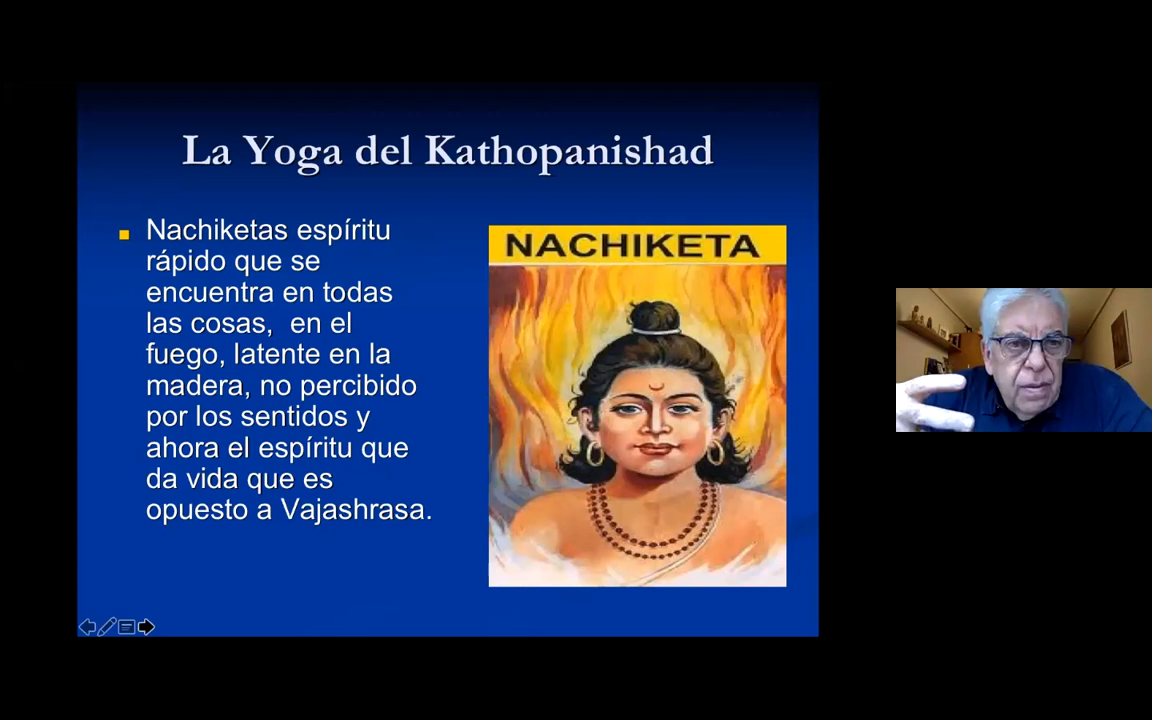 La Yoga del Kathopanishad
Nachiketas espíritu
rápido que se
encuentra en todas
las cosas,  en el
fuego, latente en la
madera, no percibido
por los sentidos y
ahora el espíritu que
da vida que es
opuesto a Vajashrasa.
NACHIKETA